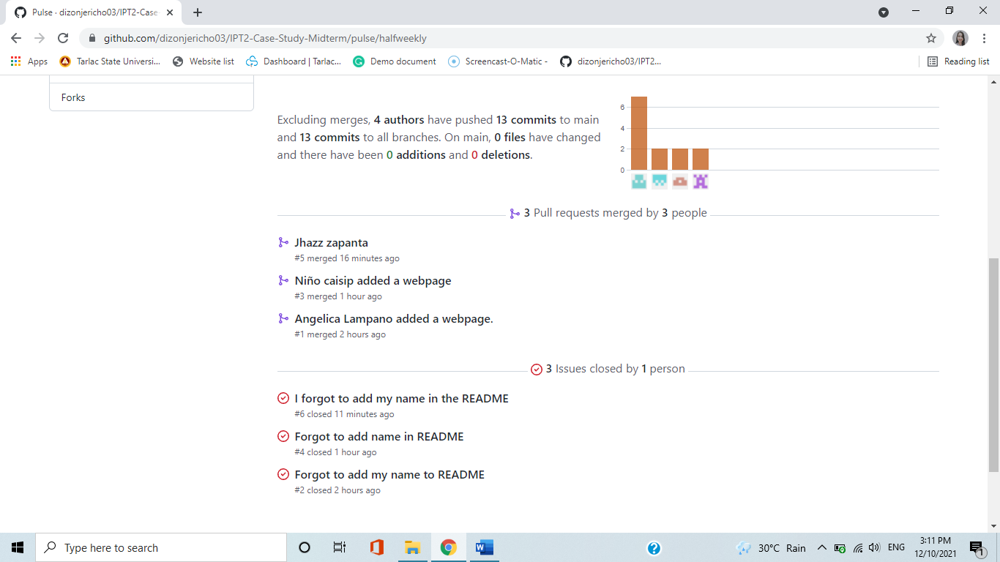 Pulse · dizonjericho03/IPT2-Case-
github.com/dizonjericho03/IPT2-Case-Study-Midterm/pulse/halfweekly
Apps
Tarlac State Universi...
Website list
Dashboard | Tarlac...
Demo document
Screencast-O-Matic -
dizonjericho03/IPT2...
Reading list
Forks
Excluding merges, 4 authors have pushed 13 commits to main
and 13 commits to all branches. On main, 0 files have changed
and there have been 0 additions and 0 deletions.
6
4
2
0
3 Pull requests merged by 3 people
Jhazz zapanta
#5 merged 16 minutes ago
Niño caisip added a webpage
#3 merged 1 hour ago
Angelica Lampano added a webpage.
#1 merged 2 hours ago
3 Issues closed by 1 person
I forgot to add my name in the README
#6 closed 11 minutes ago
Forgot to add name in README
#4 closed 1 hour ago
Forgot to add my name to README
#2 closed 2 hours ago
Type here to search
30°C Rain
ENG
3:11 PM
12/10/2021
1